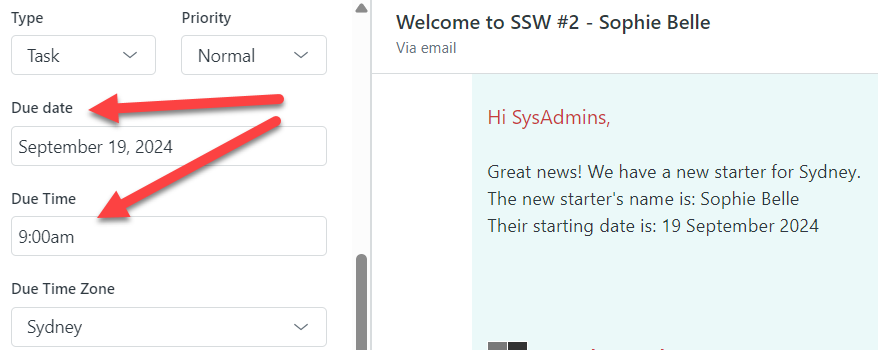 Type
Priority
Task
Normal
Due date
September 19, 2024
Due Time
9:00am
Due Time Zone
Sydney
Welcome to SSW #2 - Sophie Belle
Via email
Hi SysAdmins,
Great news! We have a new starter for Sydney.
The new starter's name is: Sophie Belle
Their starting date is: 19 September 2024